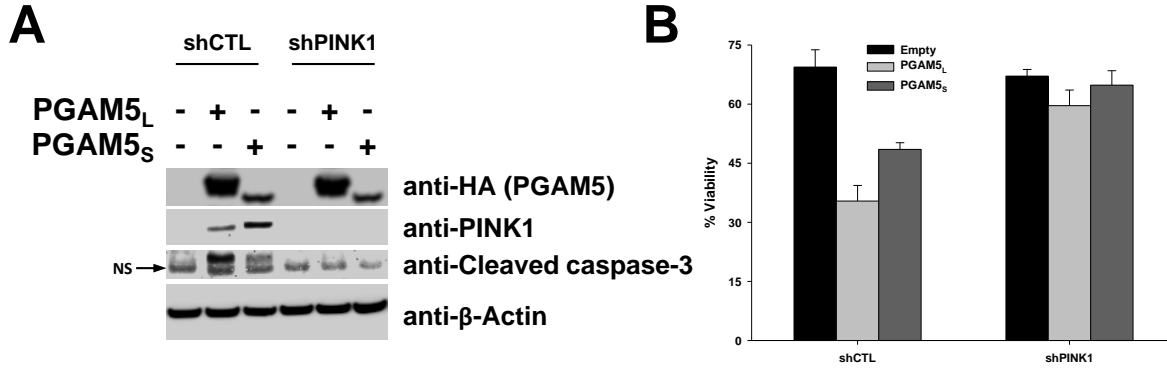 A
shCTL shPINK1
PGAM5L - + - - + -
PGAM5S - - + - - +
anti-HA (PGAM5)
anti-PINK1
NS anti-Cleaved caspase-3
anti-β-Actin
B
75
60
45
30
15
0
% Viability
Empty
PGAM5L
PGAM5S
shCTL shPINK1